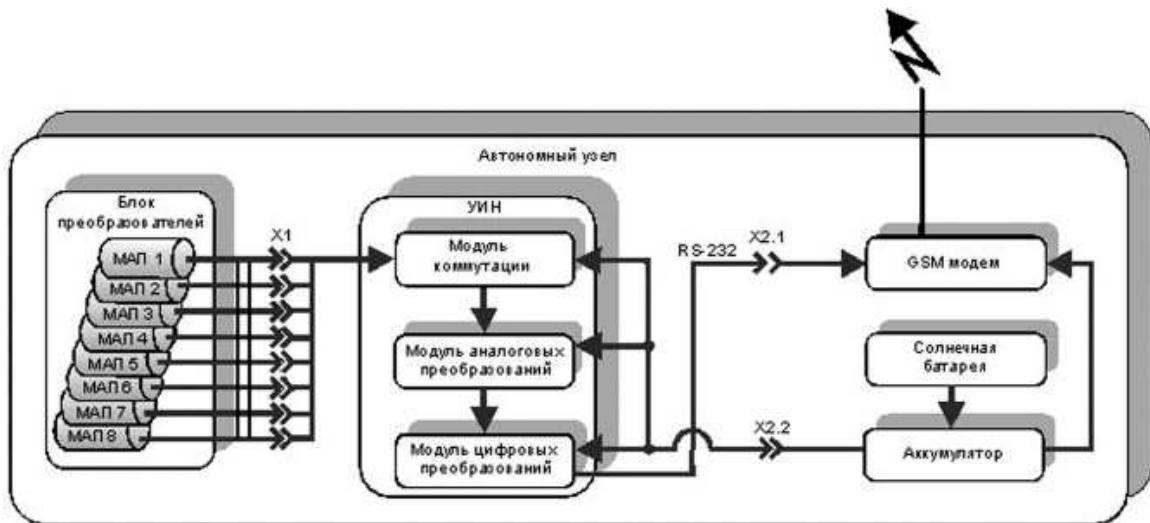 Автономный узел
Блок
преобразователей
МАП 1
МАП 2
МАП 3
МАП 4
МАП 5
МАП 6
МАП 7
МАП 8
X1
УИН
Модуль
коммутации
Модуль аналоговых
преобразований
Модуль цифровых
преобразований
RS-232
X2.1
X2.2
GSM модем
Солнечная
батарея
Аккумулятор